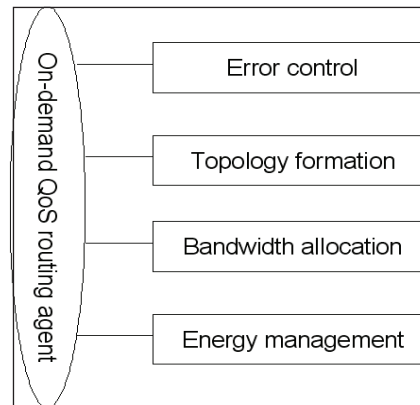 On-demand QoS routing agent
Error control
Topology formation
Bandwidth allocation
Energy management